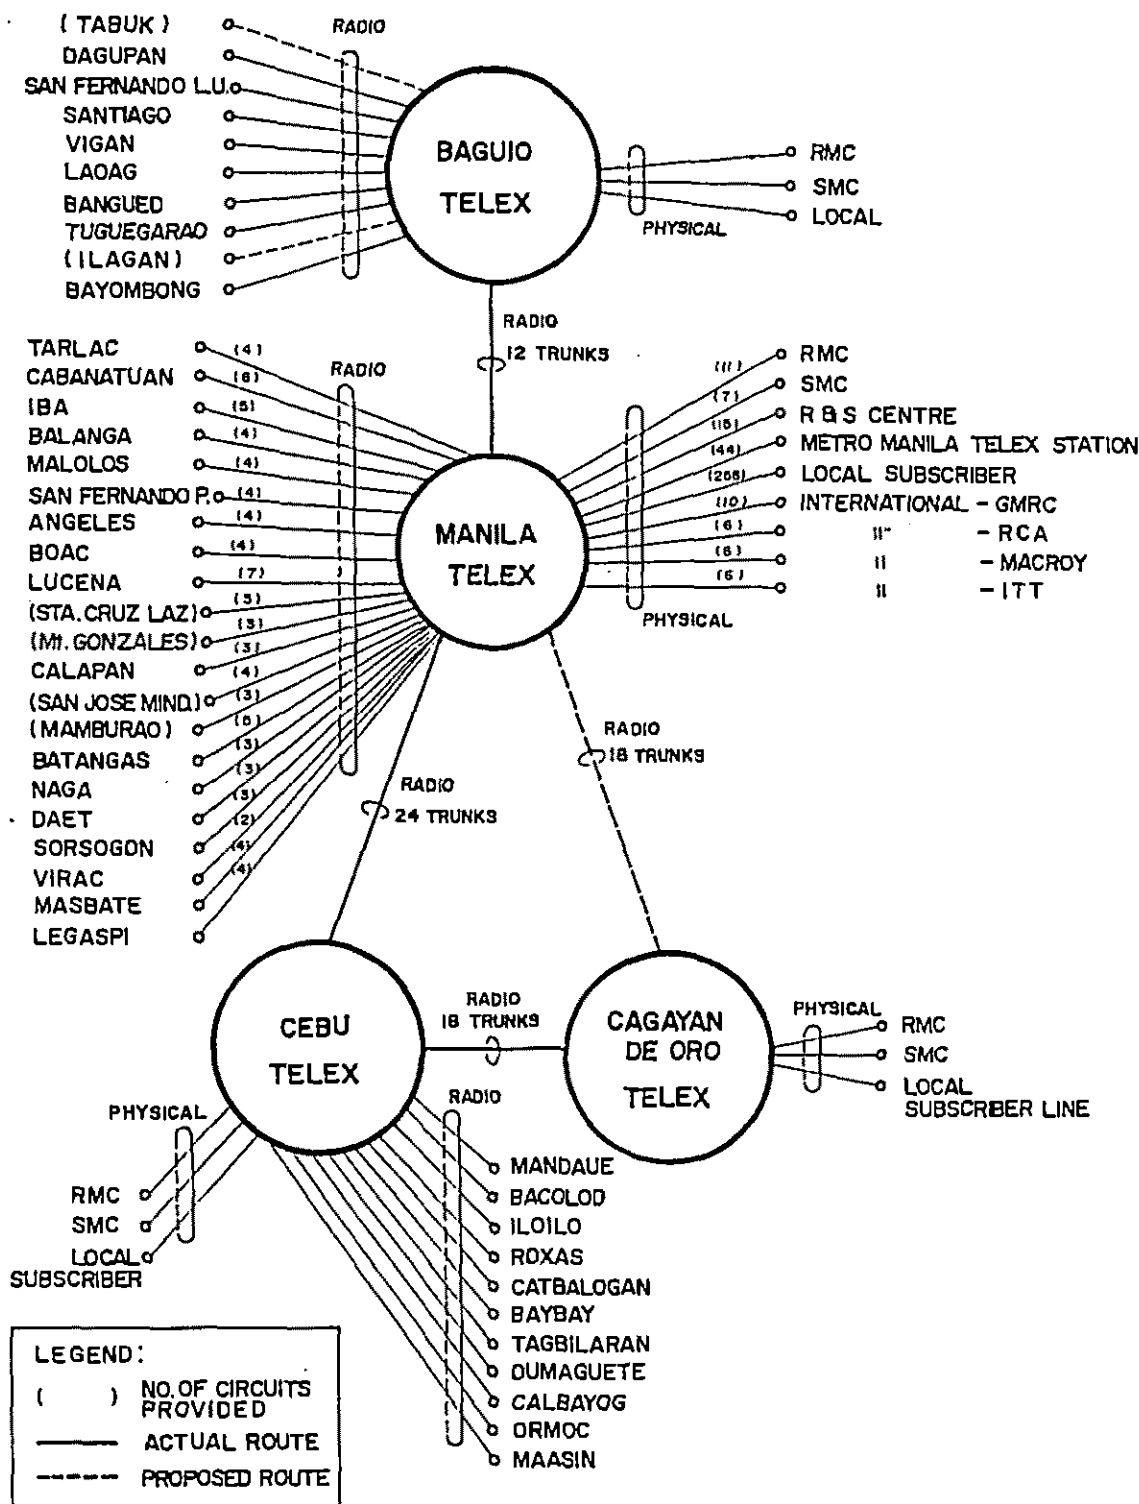 RADIO
(TABUK)
DAGUPAN
SAN FERNANDO L.U.
SANTIAGO
VIGAN
LAOAG
BANGUED
TUGUEGARAO
(ILAGAN)
BAYOMBONG
BAGUIO
TELEX
RMC
SMC
LOCAL
PHYSICAL
RADIO
12 TRUNKS
RADIO
TARLAC (4)
CABANATUAN (6)
IBA (5)
BALANGA (4)
MALOLOS (4)
SAN FERNANDO P. (4)
ANGELES (4)
BOAC (4)
LUCENA (7)
(STA. CRUZ LAZ) (3)
(Mt. GONZALES) (3)
CALAPAN (3)
(SAN JOSE MIND.) (4)
(MAMBURAO) (3)
BATANGAS (5)
NAGA (3)
DAET (3)
SORSOGON (3)
VIRAC (2)
MASBATE (4)
LEGASPI (4)
MANILA
TELEX
(11) RMC
(7) SMC
(15) R & S CENTRE
(44) METRO MANILA TELEX STATION
LOCAL SUBSCRIBER
(10) INTERNATIONAL - GMRC
(6) " - RCA
(6) " - MACROY
(6) " - ITT
PHYSICAL
RADIO
18 TRUNKS
RADIO
24 TRUNKS
CEBU
TELEX
RADIO
18 TRUNKS
CAGAYAN
DE ORO
TELEX
PHYSICAL
RMC
SMC
LOCAL
SUBSCRIBER LINE
PHYSICAL
RMC
SMC
LOCAL
SUBSCRIBER
RADIO
MANDAUE
BACOLOD
ILOILO
ROXAS
CATBALOGAN
BAYBAY
TAGBILARAN
DUMAGUETE
CALBAYOG
ORMOC
MAASIN
LEGEND:
( ) NO. OF CIRCUITS
PROVIDED
ACTUAL ROUTE
PROPOSED ROUTE